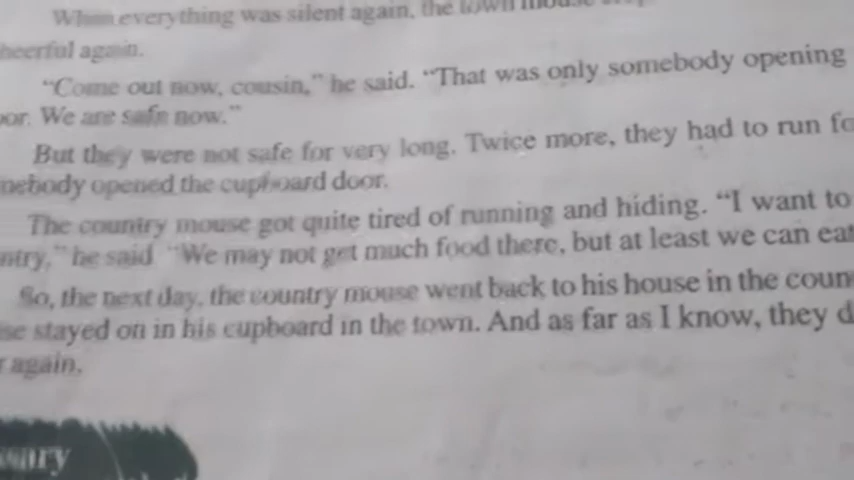 When everything was silent again, the town mouse
heerful again.
"Come out now, cousin," he said. "That was only somebody opening
oor. We are safe now."
But they were not safe for very long. Twice more, they had to run fo
mebody opened the cupboard door.
The country mouse got quite tired of running and hiding. "I want to
ntry," he said "We may not get much food there, but at least we can eat
So, the next day, the country mouse went back to his house in the coun
se stayed on in his cupboard in the town. And as far as I know, they d
r again.